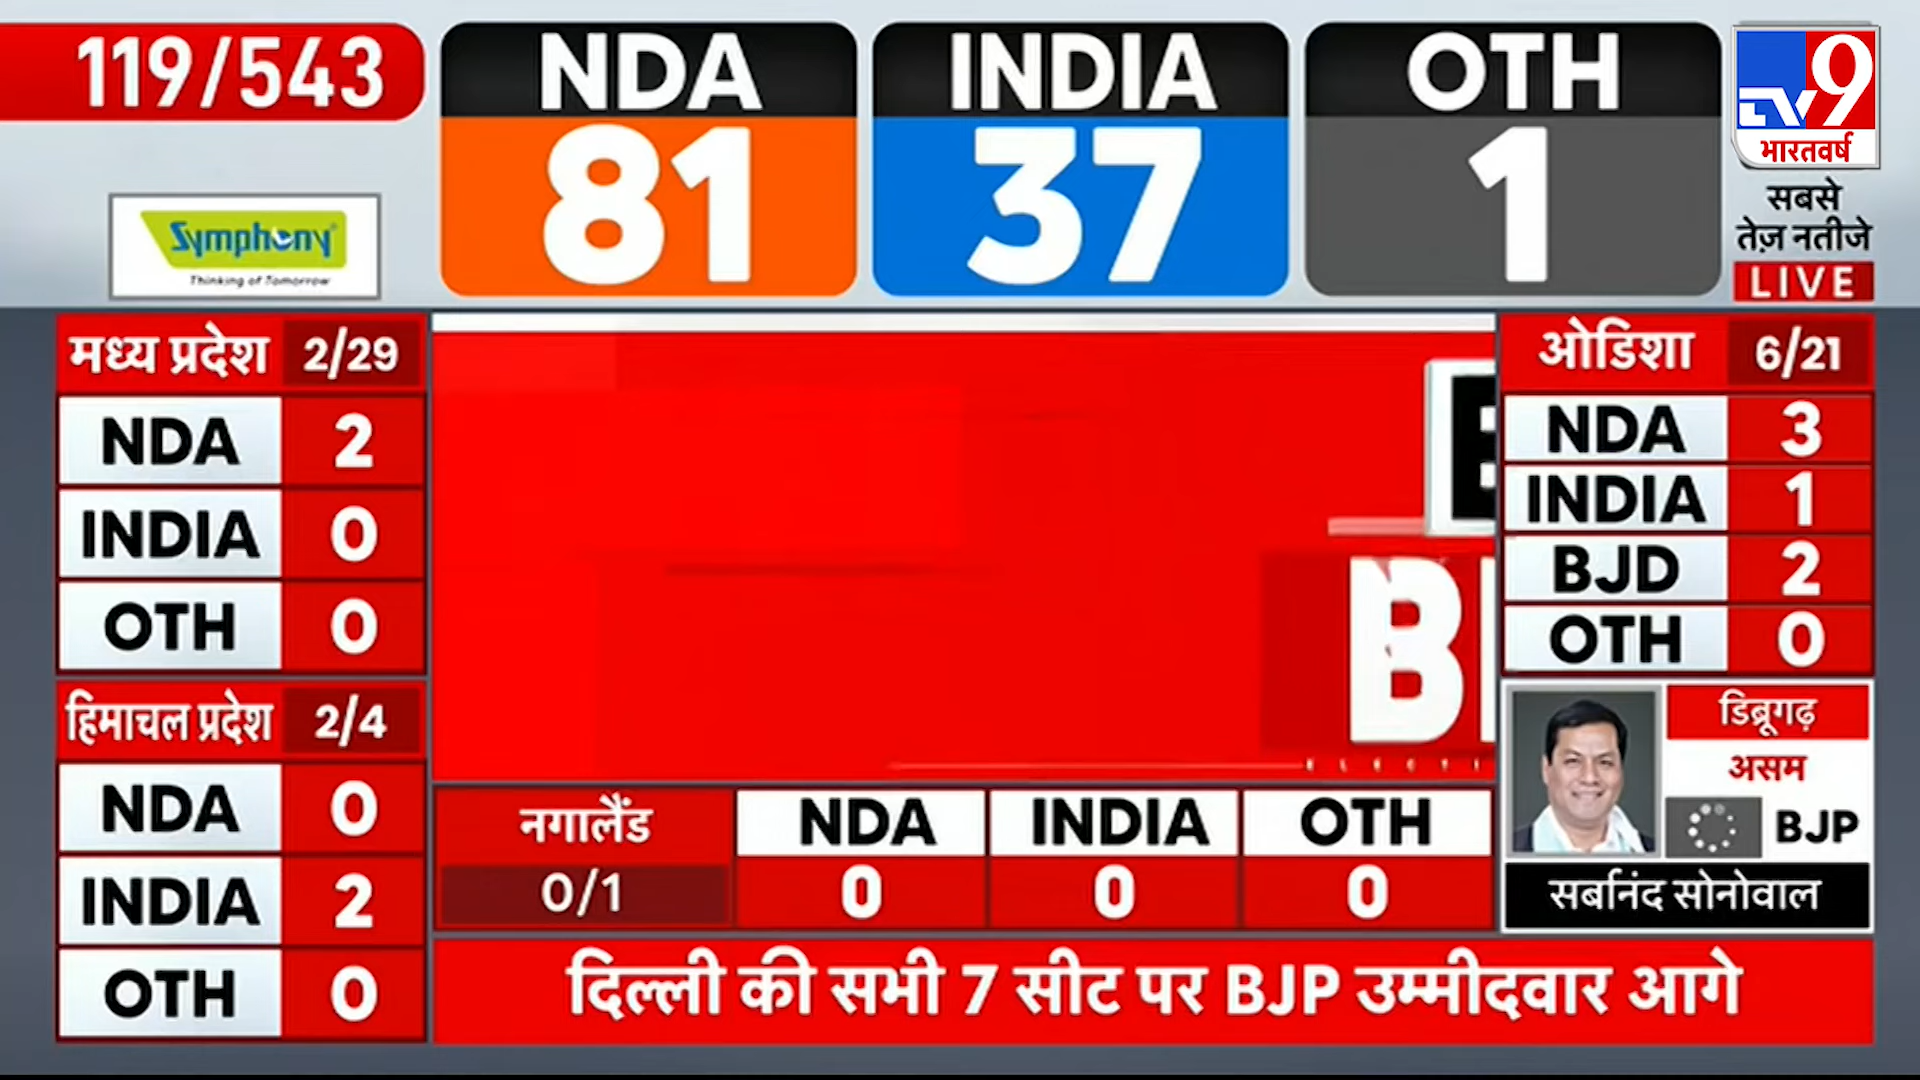 119/543
NDA
81
INDIA
37
OTH
1
TV9
भारतवर्ष
सबसे
तेज़ नतीजे
LIVE
Symphony
Thinking of Tomorrow
मध्य प्रदेश 2/29
NDA 2
INDIA 0
OTH 0
हिमाचल प्रदेश 2/4
NDA 0
INDIA 2
OTH 0
ओडिशा 6/21
NDA 3
INDIA 1
BJD 2
OTH 0
डिब्रूगढ़
असम
BJP
सर्बानंद सोनोवाल
नगालैंड NDA INDIA OTH
0/1 0 0 0
दिल्ली की सभी 7 सीट पर BJP उम्मीदवार आगे